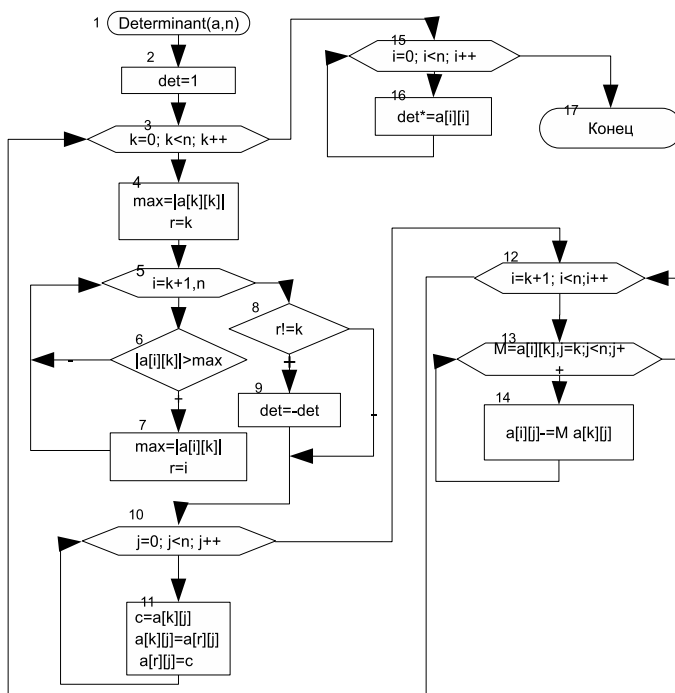 1 Determinant(a,n)
2
det=1
3
k=0; k<n; k++
4
max=|a[k][k]|
r=k
5
i=k+1,n
6
|a[i][k]|>max
-
+
7
max=|a[i][k]|
r=i
8
r!=k
+
-
9
det=-det
10
j=0; j<n; j++
11
c=a[k][j]
a[k][j]=a[r][j]
a[r][j]=c
12
i=k+1; i<n;i++
13
M=a[i][k],j=k;j<n;j+
+
14
a[i][j]-=M a[k][j]
15
i=0; i<n; i++
16
det*=a[i][i]
17
Конец